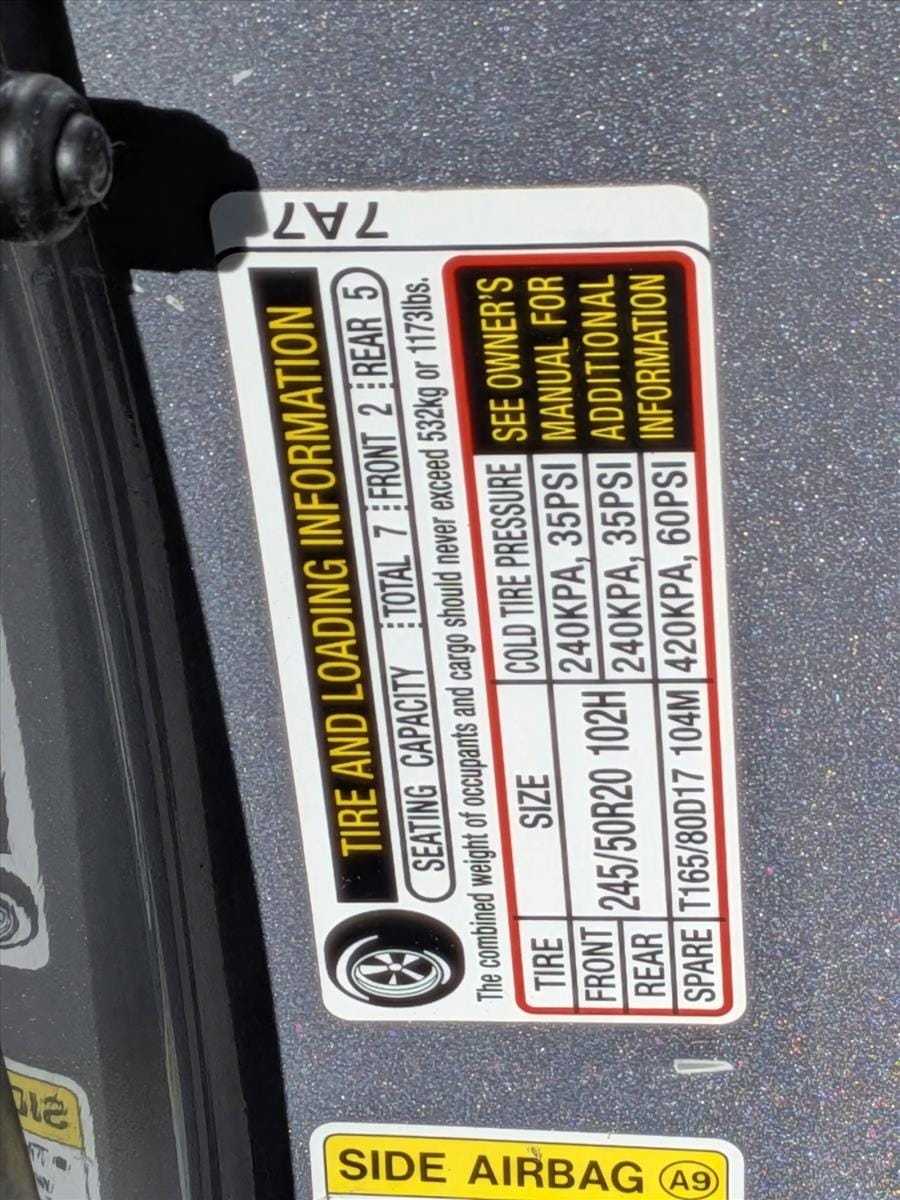 7A7
TIRE AND LOADING INFORMATION
SEATING CAPACITY TOTAL 7 FRONT 2 REAR 5
The combined weight of occupants and cargo should never exceed 532kg or 1173lbs.
TIRE SIZE COLD TIRE PRESSURE
FRONT 245/50R20 102H 240KPA, 35PSI
REAR 240KPA, 35PSI
SPARE T165/80D17 104M 420KPA, 60PSI
SEE OWNER'S
MANUAL FOR
ADDITIONAL
INFORMATION
SIDE AIRBAG A9